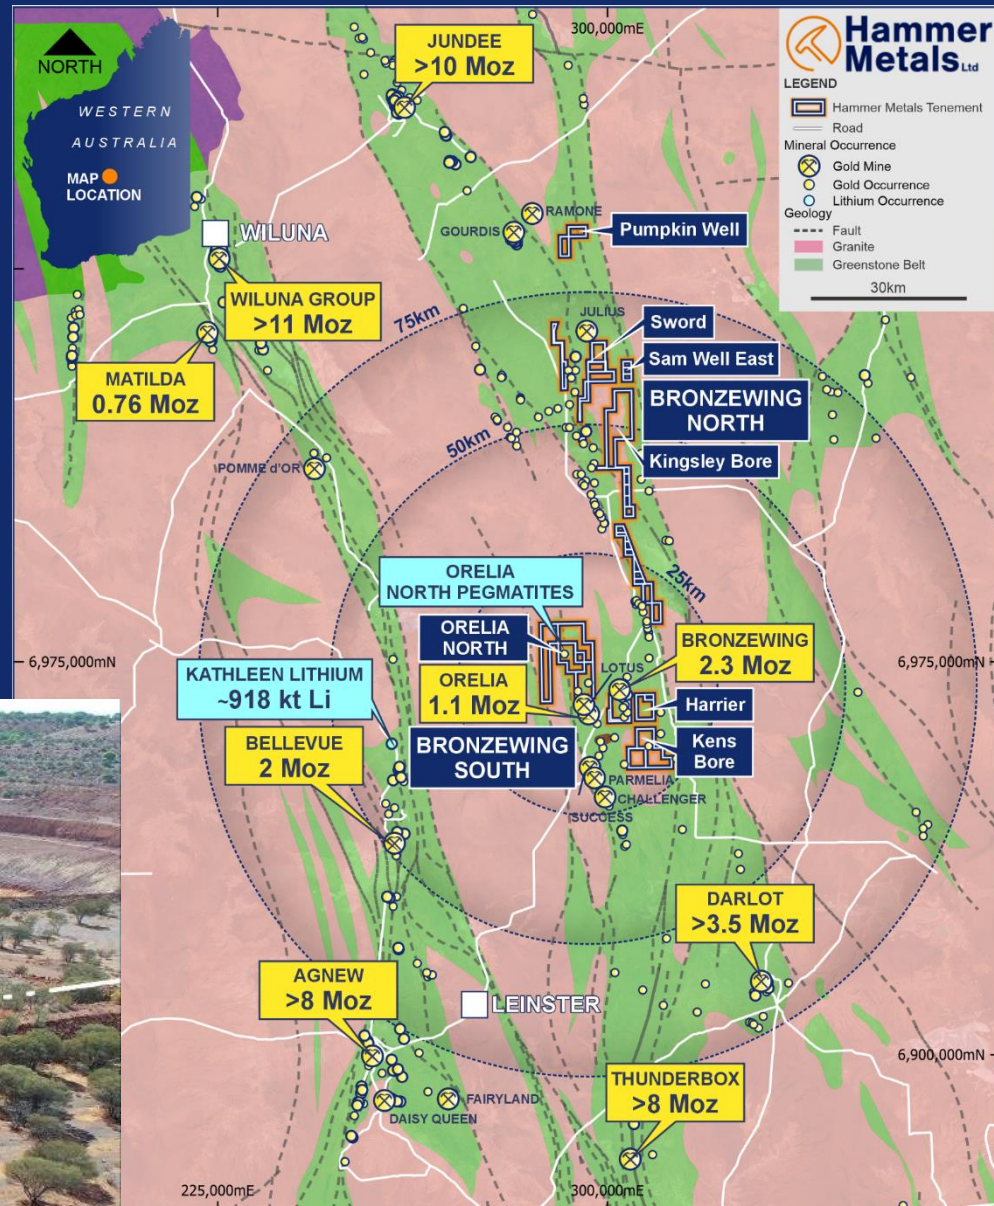 NORTH
WESTERN
AUSTRALIA
MAP
LOCATION
JUNDEE
>10 Moz
300,000mE
Hammer
Metals Ltd
LEGEND
Hammer Metals Tenement
Road
Mineral Occurrence
Gold Mine
Gold Occurrence
Lithium Occurrence
Geology
Fault
Granite
Greenstone Belt
30km
RAMONE
GOURDIS
Pumpkin Well
WILUNA
WILUNA GROUP
>11 Moz
MATILDA
0.76 Moz
75km
JULIUS
Sword
Sam Well East
BRONZEWING
NORTH
Kingsley Bore
50km
POMME d'OR
25km
ORELIA
NORTH PEGMATITES
ORELIA
NORTH
6,975,000mN
6,975,000mN
KATHLEEN LITHIUM
~918 kt Li
ORELIA
1.1 Moz
LOTUS
BRONZEWING
2.3 Moz
Harrier
Kens
Bore
BELLEVUE
2 Moz
BRONZEWING
SOUTH
PARMELIA
CHALLENGER
SUCCESS
DARLOT
>3.5 Moz
AGNEW
>8 Moz
LEINSTER
6,900,000mN
THUNDERBOX
>8 Moz
FAIRYLAND
DAISY QUEEN
225,000mE
300,000mE